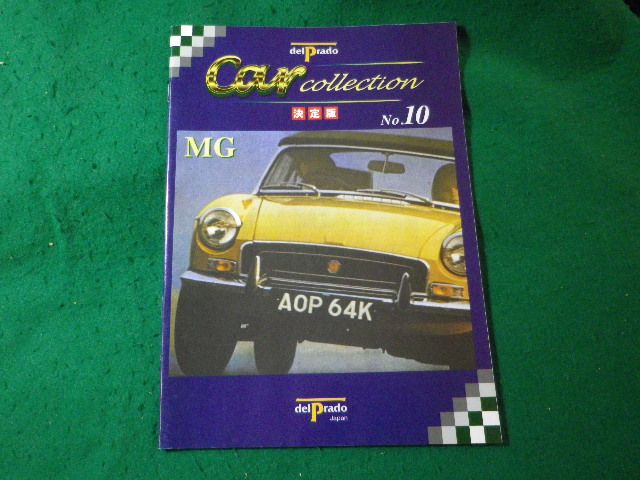 del Prado
Car collection
決定版
No.10
MG
AOP 64K
del Prado
Japan